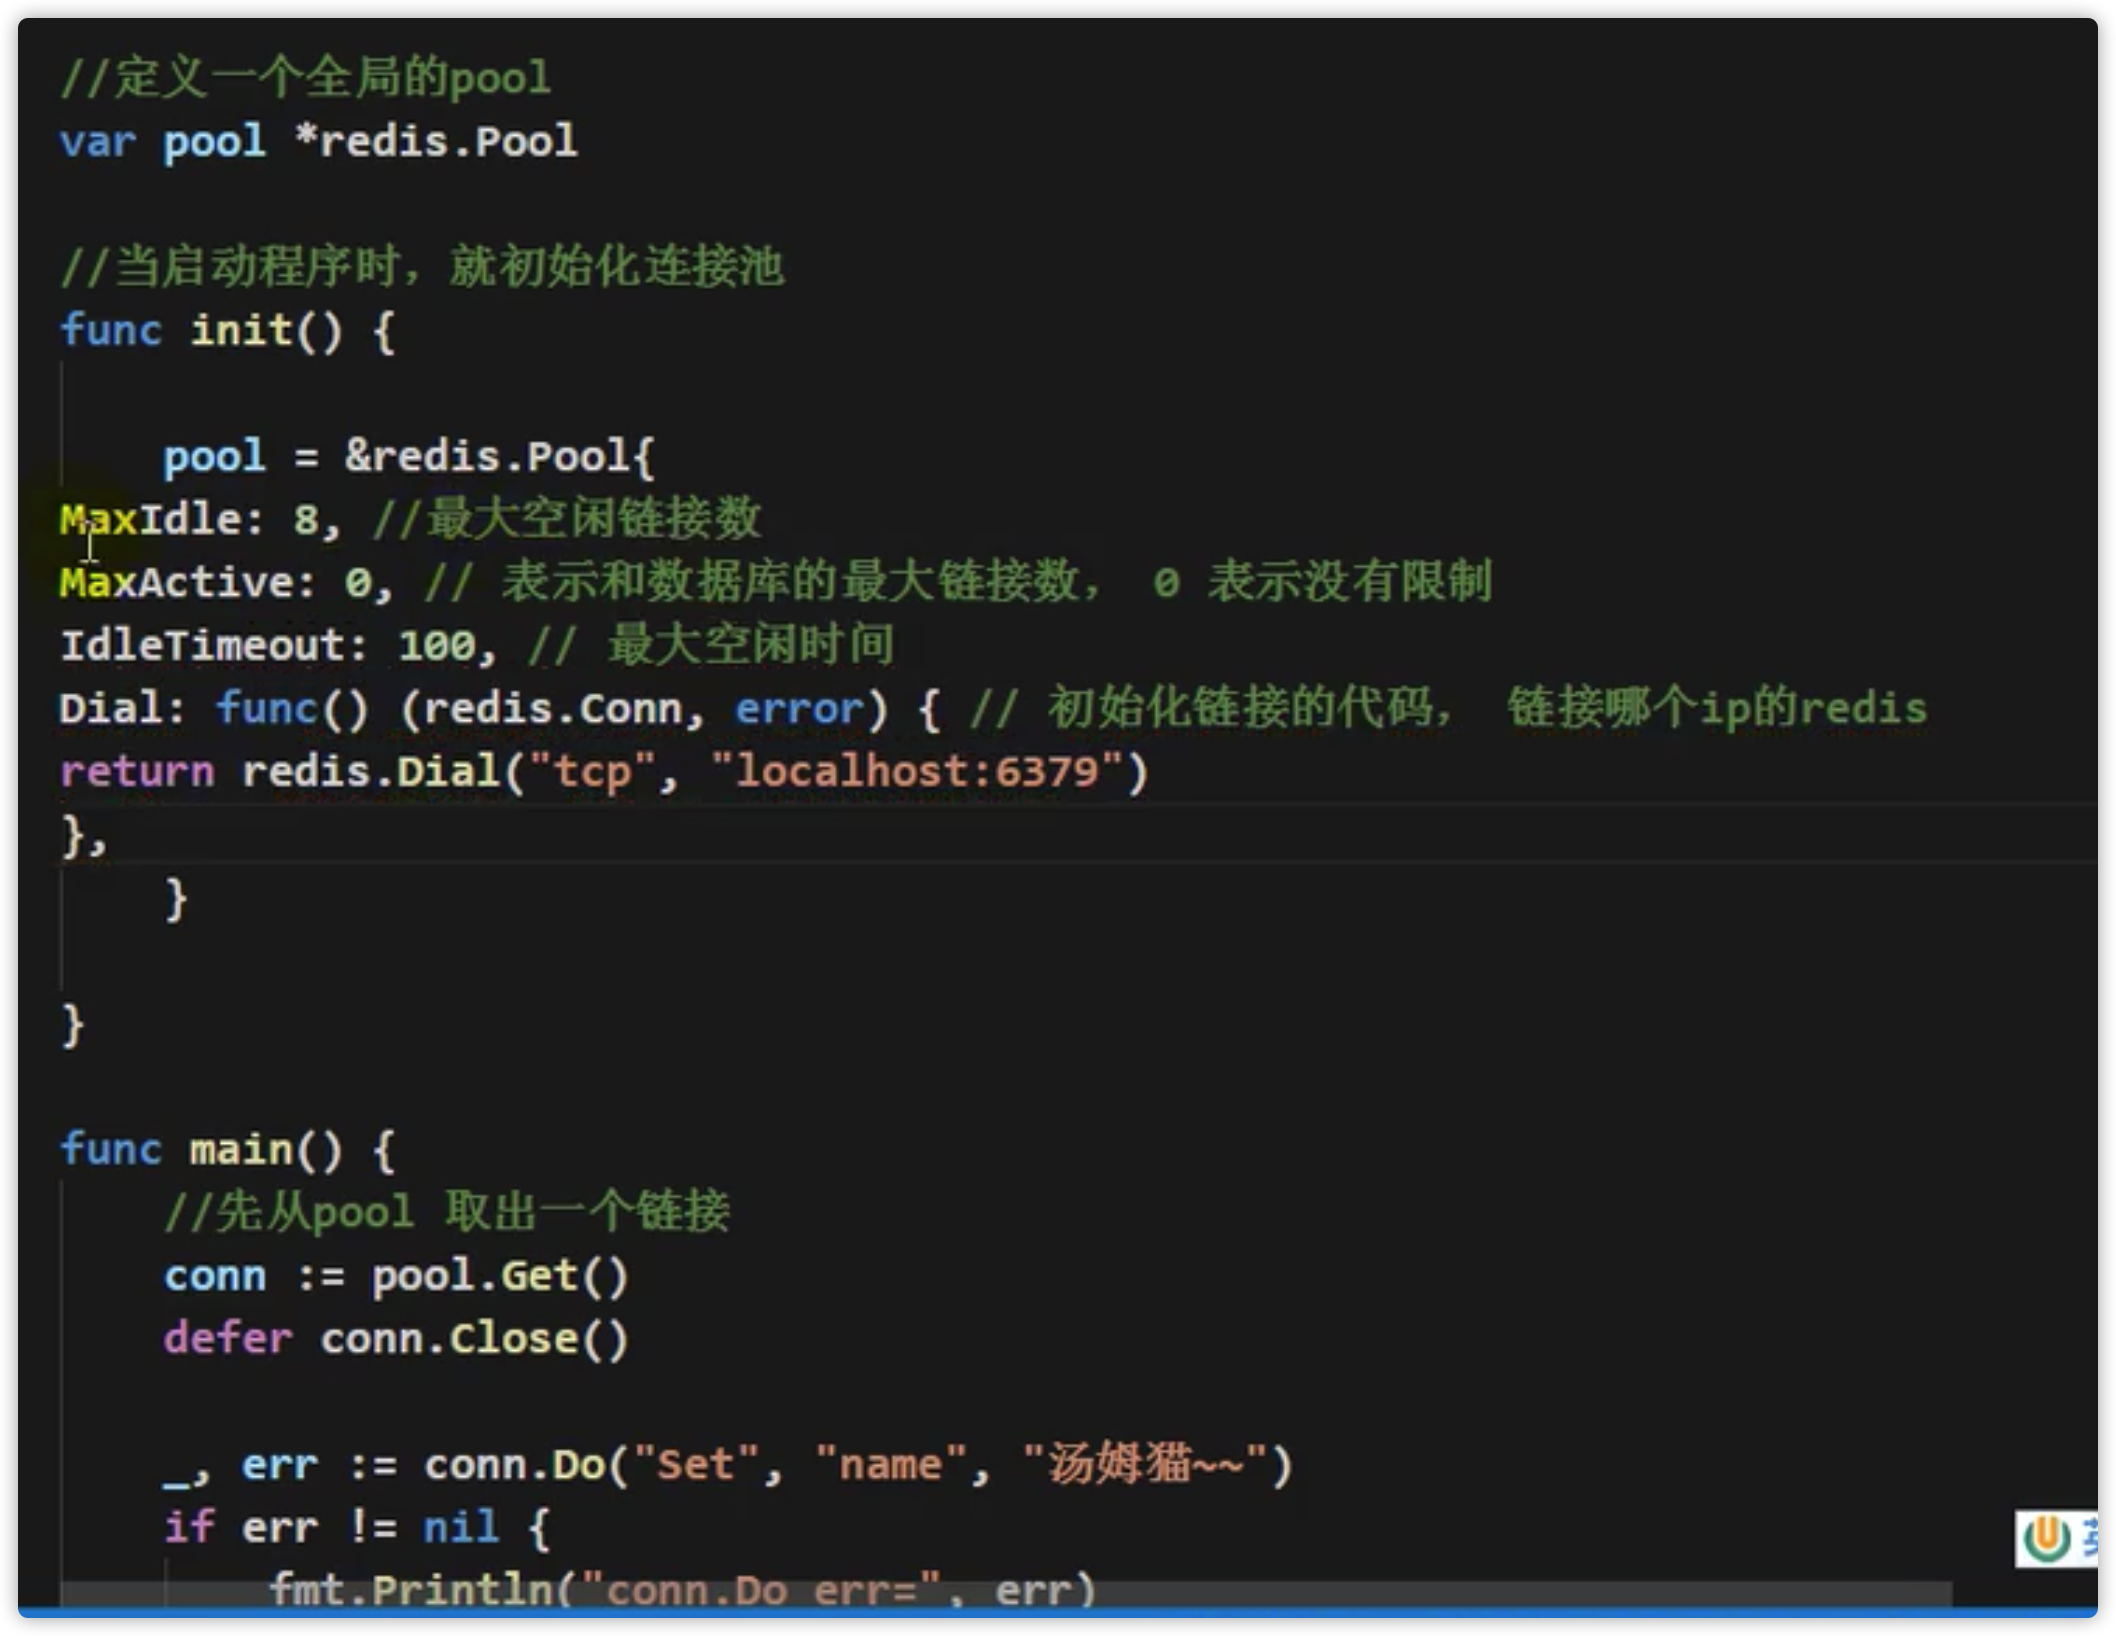 //定义一个全局的pool
var pool *redis.Pool
//当启动程序时，就初始化连接池
func init() {
pool = &redis.Pool{
MaxIdle: 8, //最大空闲链接数
MaxActive: 0, // 表示和数据库的最大链接数， 0 表示没有限制
IdleTimeout: 100, // 最大空闲时间
Dial: func() (redis.Conn, error) { // 初始化链接的代码， 链接哪个ip的redis
return redis.Dial("tcp", "localhost:6379")
},
}
}
func main() {
//先从pool 取出一个链接
conn := pool.Get()
defer conn.Close()
_, err := conn.Do("Set", "name", "汤姆猫~~")
if err != nil {
fmt.Println("conn.Do err=", err)